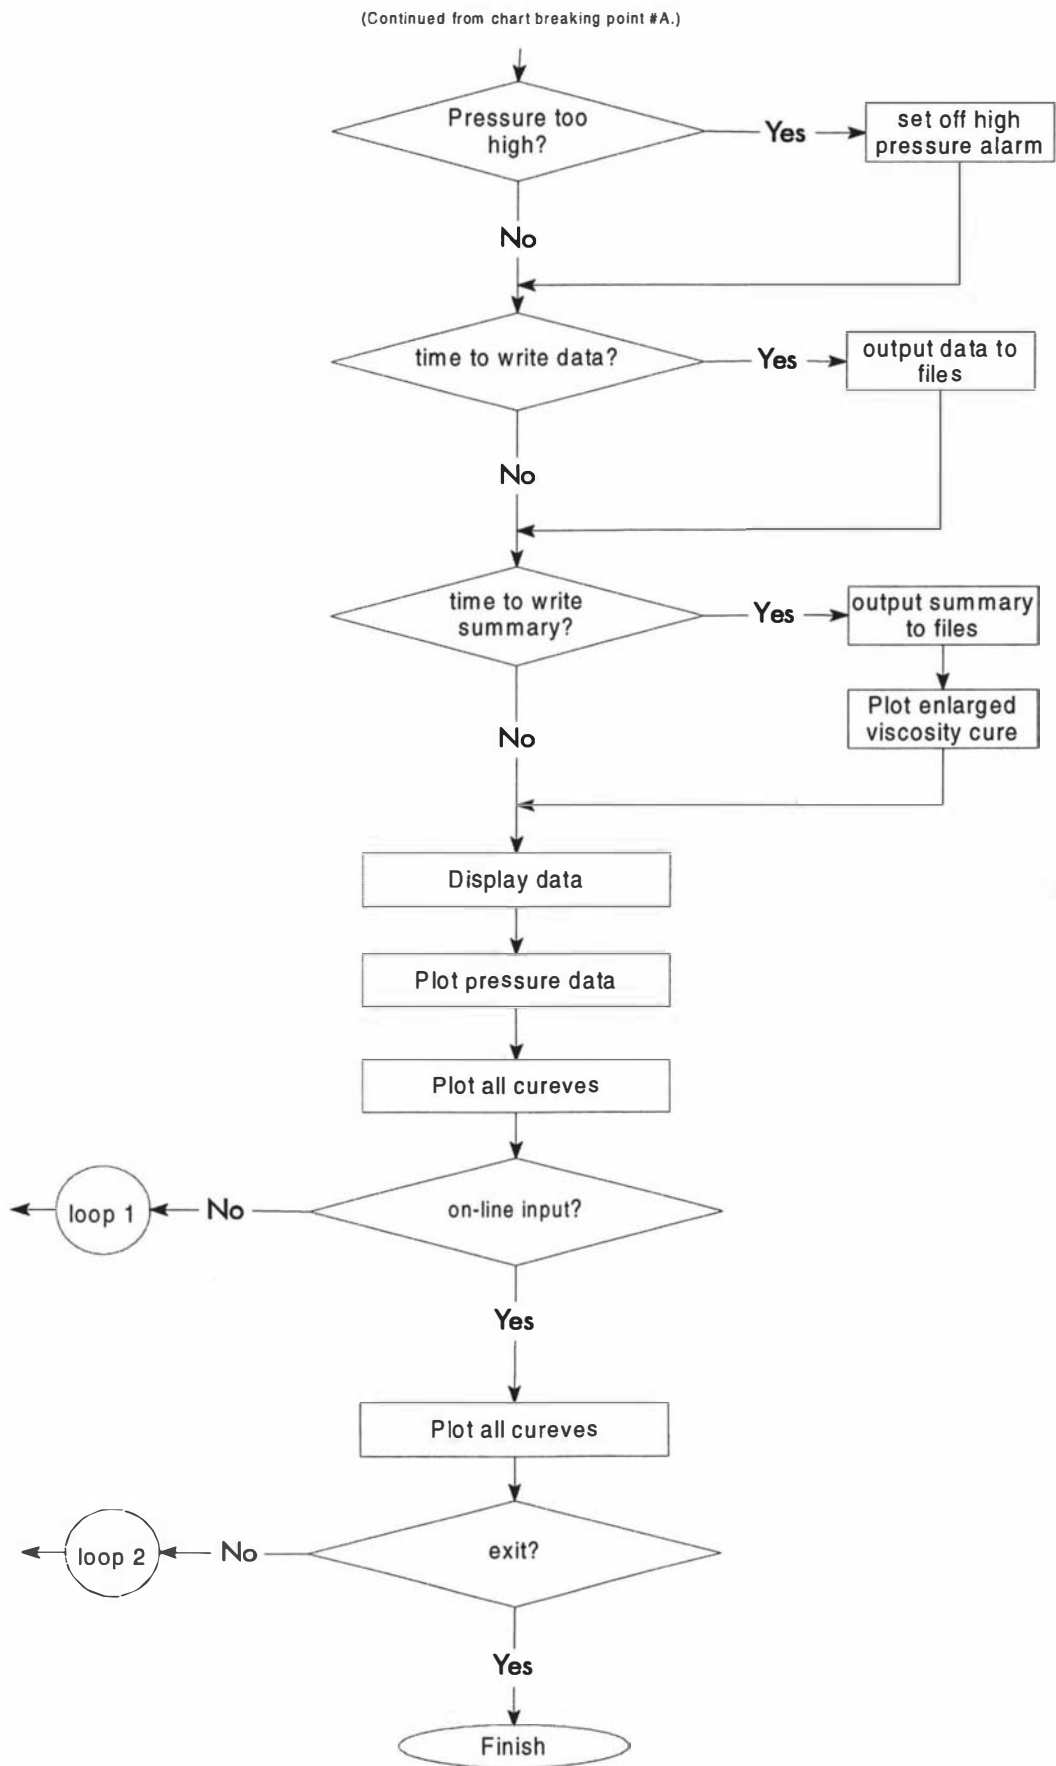 (Continued from chart breaking point #A.)
Pressure too
high?
Yes
set off high
pressure alarm
No
time to write data?
Yes
output data to
files
No
time to write
summary?
Yes
output summary
to files
Plot enlarged
viscosity cure
No
Display data
Plot pressure data
Plot all cureves
on-line input?
No
loop 1
Yes
Plot all cureves
exit?
No
loop 2
Yes
Finish